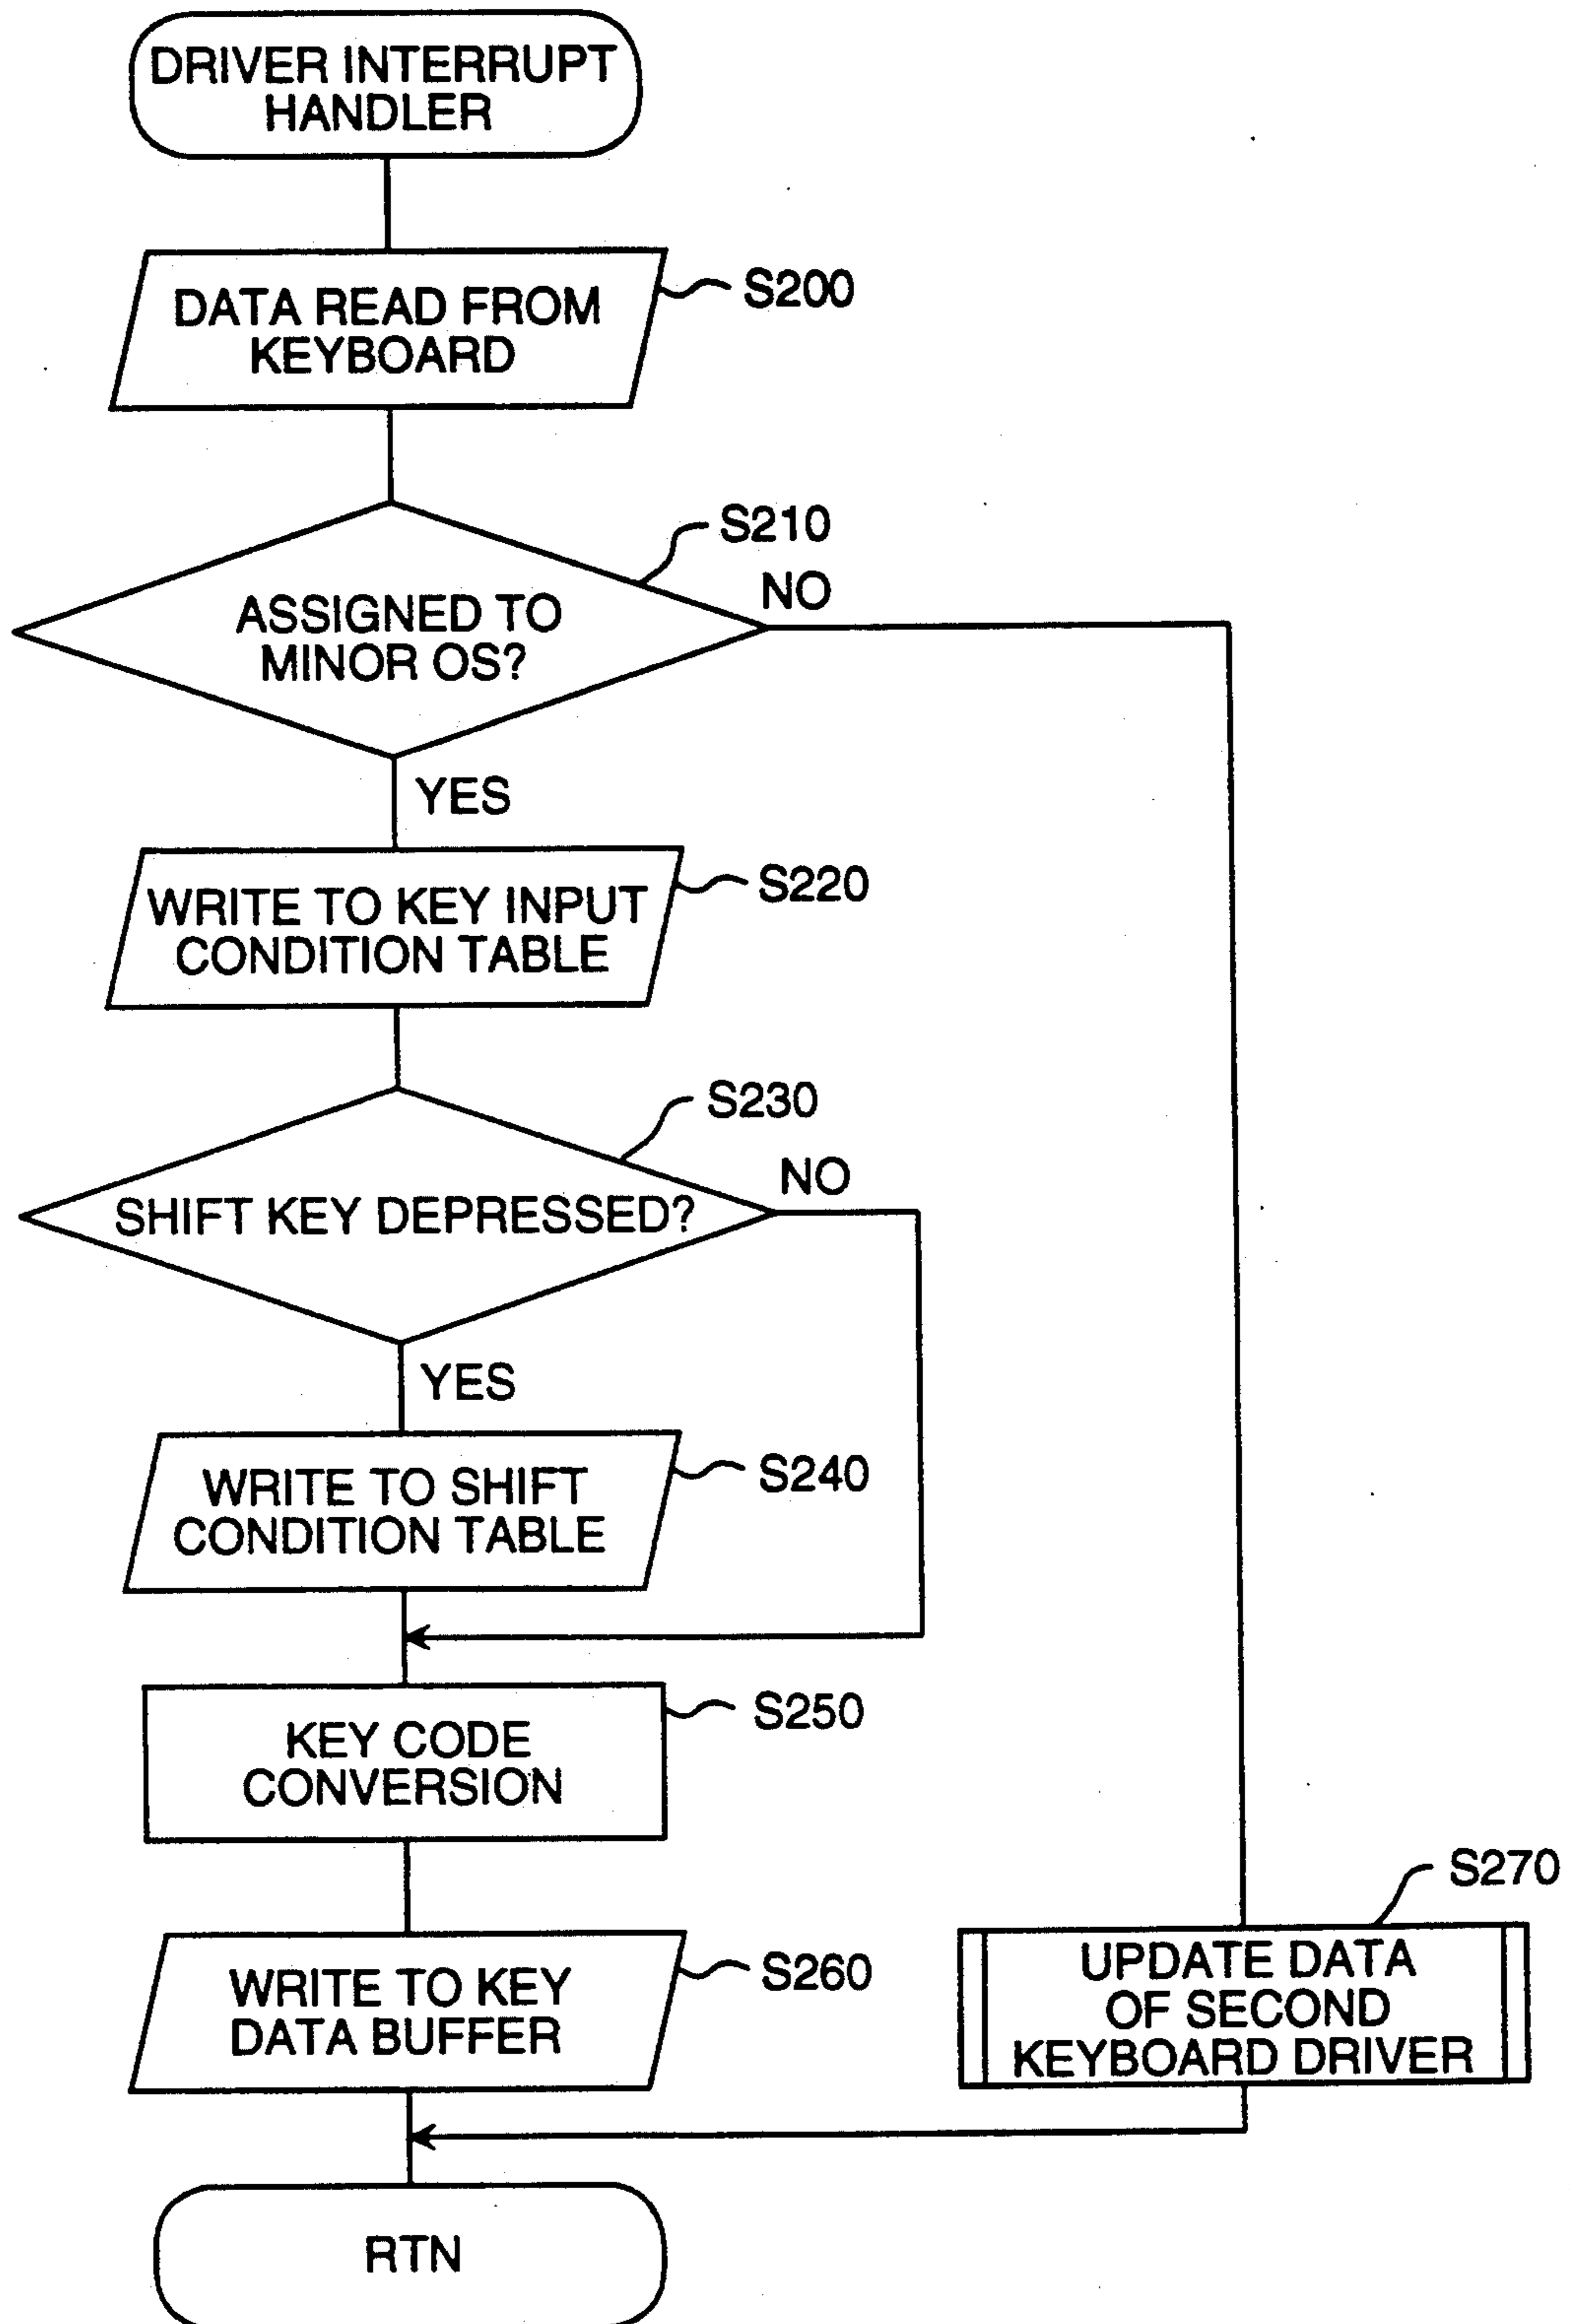 DRIVER INTERRUPT
HANDLER
DATA READ FROM
KEYBOARD
S200
S210
NO
ASSIGNED TO
MINOR OS?
YES
WRITE TO KEY INPUT
CONDITION TABLE
S220
S230
NO
SHIFT KEY DEPRESSED?
YES
WRITE TO SHIFT
CONDITION TABLE
S240
KEY CODE
CONVERSION
S250
WRITE TO KEY
DATA BUFFER
S260
S270
UPDATE DATA
OF SECOND
KEYBOARD DRIVER
RTN